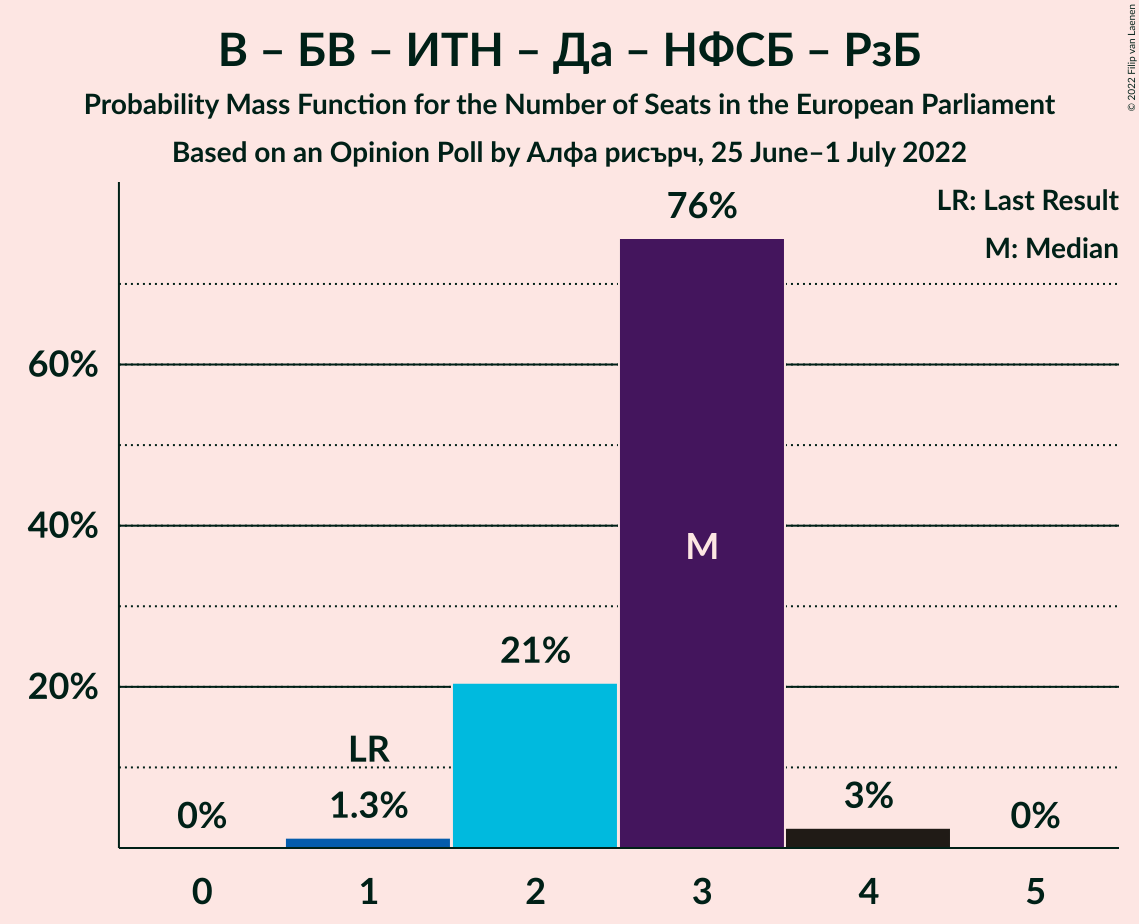 В – БВ – ИТН – Да – НФСБ – РзБ
Probability Mass Function for the Number of Seats in the European Parliament
Based on an Opinion Poll by Алфа рисърч, 25 June–1 July 2022
© 2022 Filip van Laenen
LR: Last Result
M: Median
76%
60%
40%
M
21%
20%
LR
0%
1.3%
3%
0%
0 1 2 3 4 5